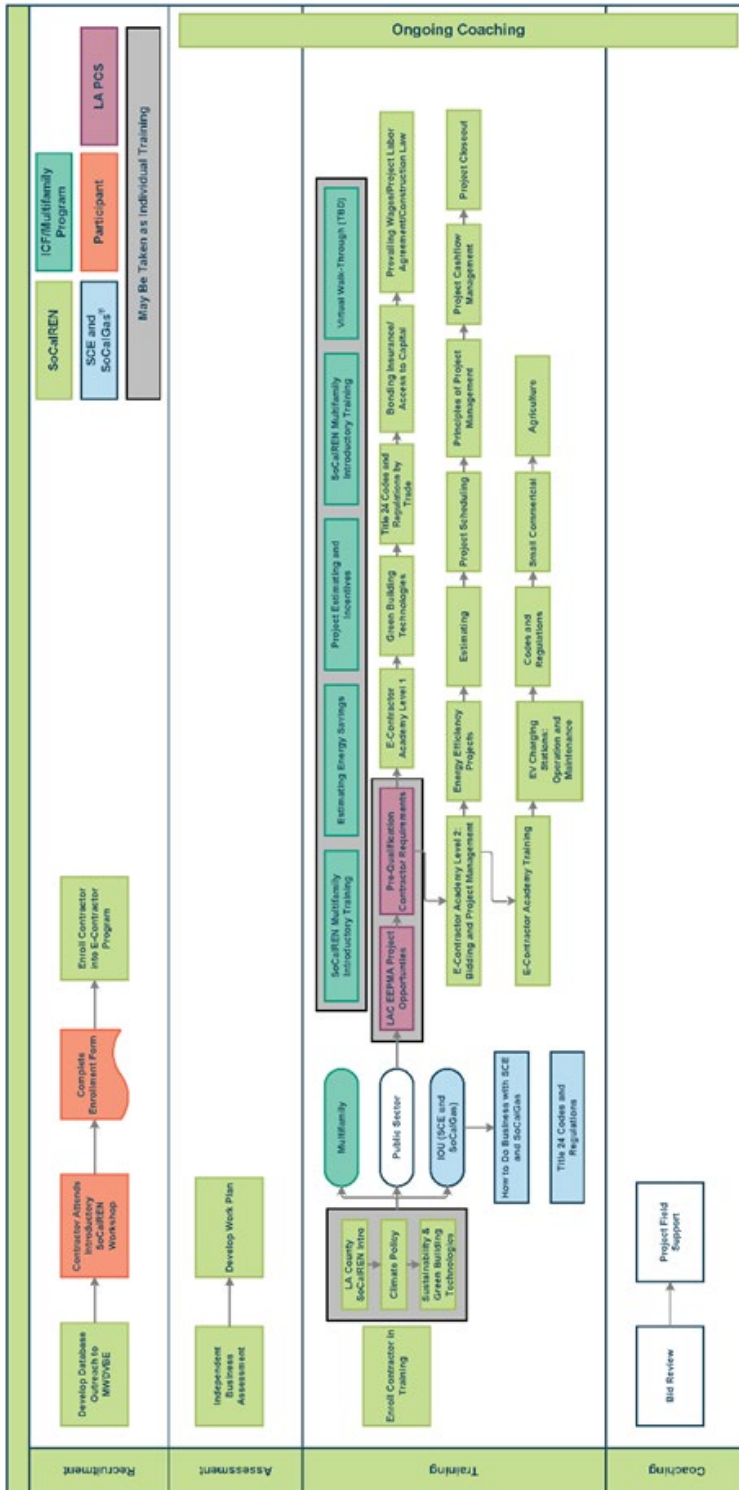 Recruitment
Develop Database
Outreach to
MWDVBE
Contractor Attends
Introductory
SoCalREN
Workshop
Complete
Enrollment Form
Enroll Contractor
into E-Contractor
Program
SoCalREN
ICF/Multifamily
Program
SCE and
SoCalGas®
Participant
LA PCS
May Be Taken as Individual Training
Assessment
Independent
Business
Assessment
Develop Work Plan
Ongoing Coaching
Training
Enroll Contractor in
Training
LA County
SoCalREN Intro
Climate Policy
Sustainability &
Green Building
Technologies
Multifamily
Public Sector
IOU (SCE and
SoCalGas)
How to Do Business with SCE
and SoCalGas
Title 24 Codes and
Regulations
SoCalREN Multifamily
Introductory Training
Estimating Energy Savings
Project Estimating and
Incentives
SoCalREN Multifamily
Introductory Training
Virtual Walk-Through (TBD)
LAC EEPMA Project
Opportunities
Pre-Qualification
Contractor Requirements
E-Contractor
Academy Level 1
Green Building
Technologies
Title 24 Codes and
Regulations by
Trade
Bonding Insurance/
Access to Capital
Prevailing Wages/Project Labor
Agreement/Construction Law
E-Contractor Academy Level 2:
Bidding and Project Management
Energy Efficiency
Projects
Estimating
Project Scheduling
Principles of Project
Management
Project Cashflow
Management
Project Closeout
E-Contractor Academy Training
EV Charging
Stations:
Operation and
Maintenance
Codes and
Regulations
Small Commericial
Agriculture
Coaching
Bid Review
Project Field
Support